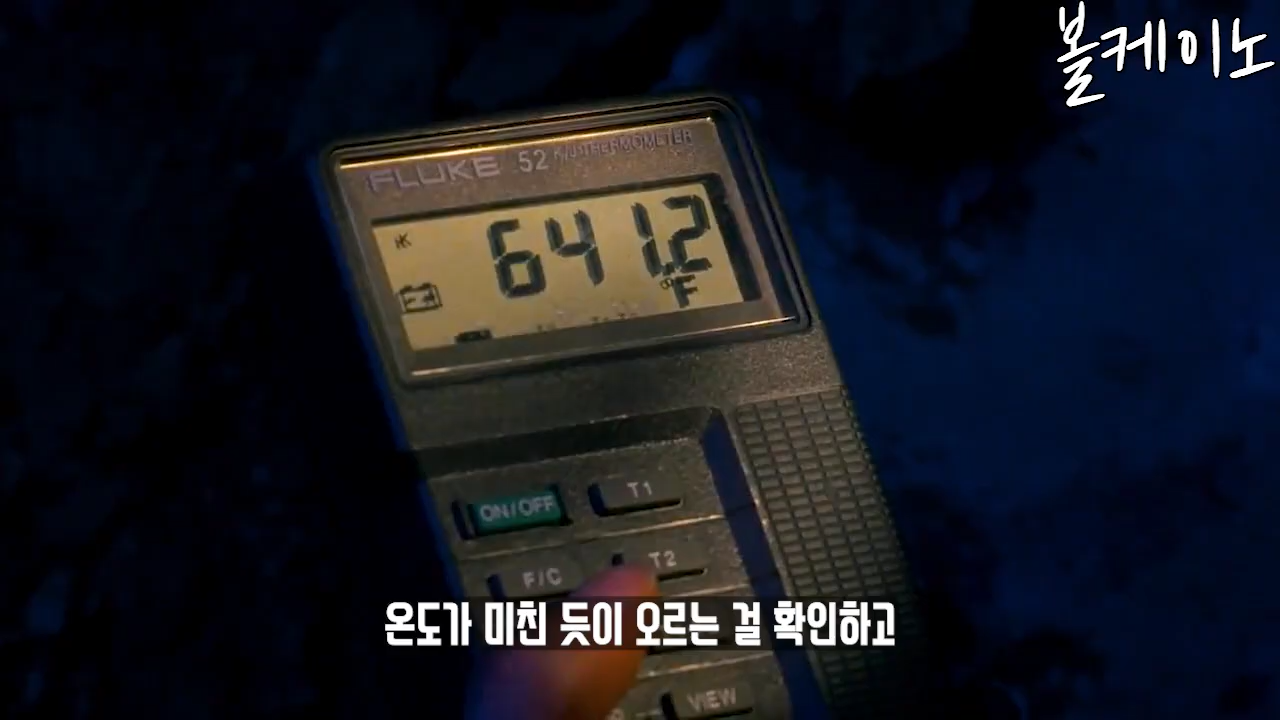 볼케이노
FLUKE 52 K/J THERMOMETER
K
641.2
°F
ON/OFF
T1
F/C
T2
온도가 미친 듯이 오르는 걸 확인하고
VIEW